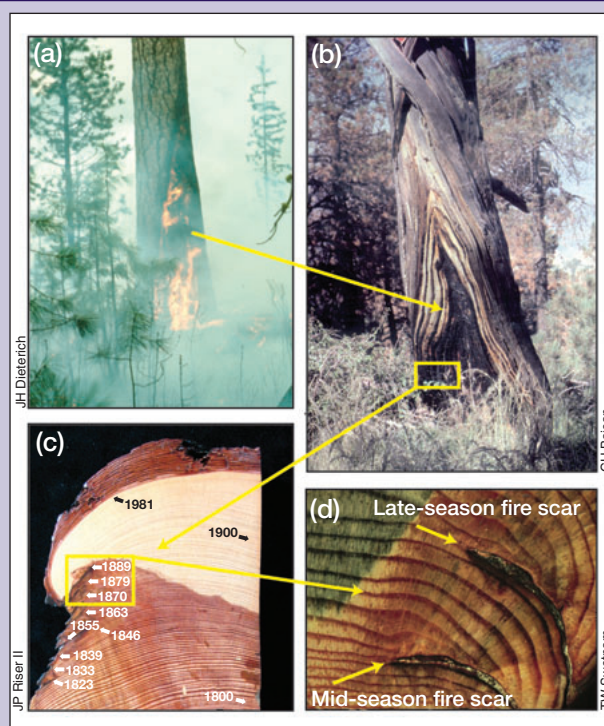 (a)
JH Dieterich
(b)
(c)
1981
1900
1889
1879
1870
1863
1855
1846
1839
1833
1823
1800
JP Riser II
(d)
Late-season fire scar
Mid-season fire scar